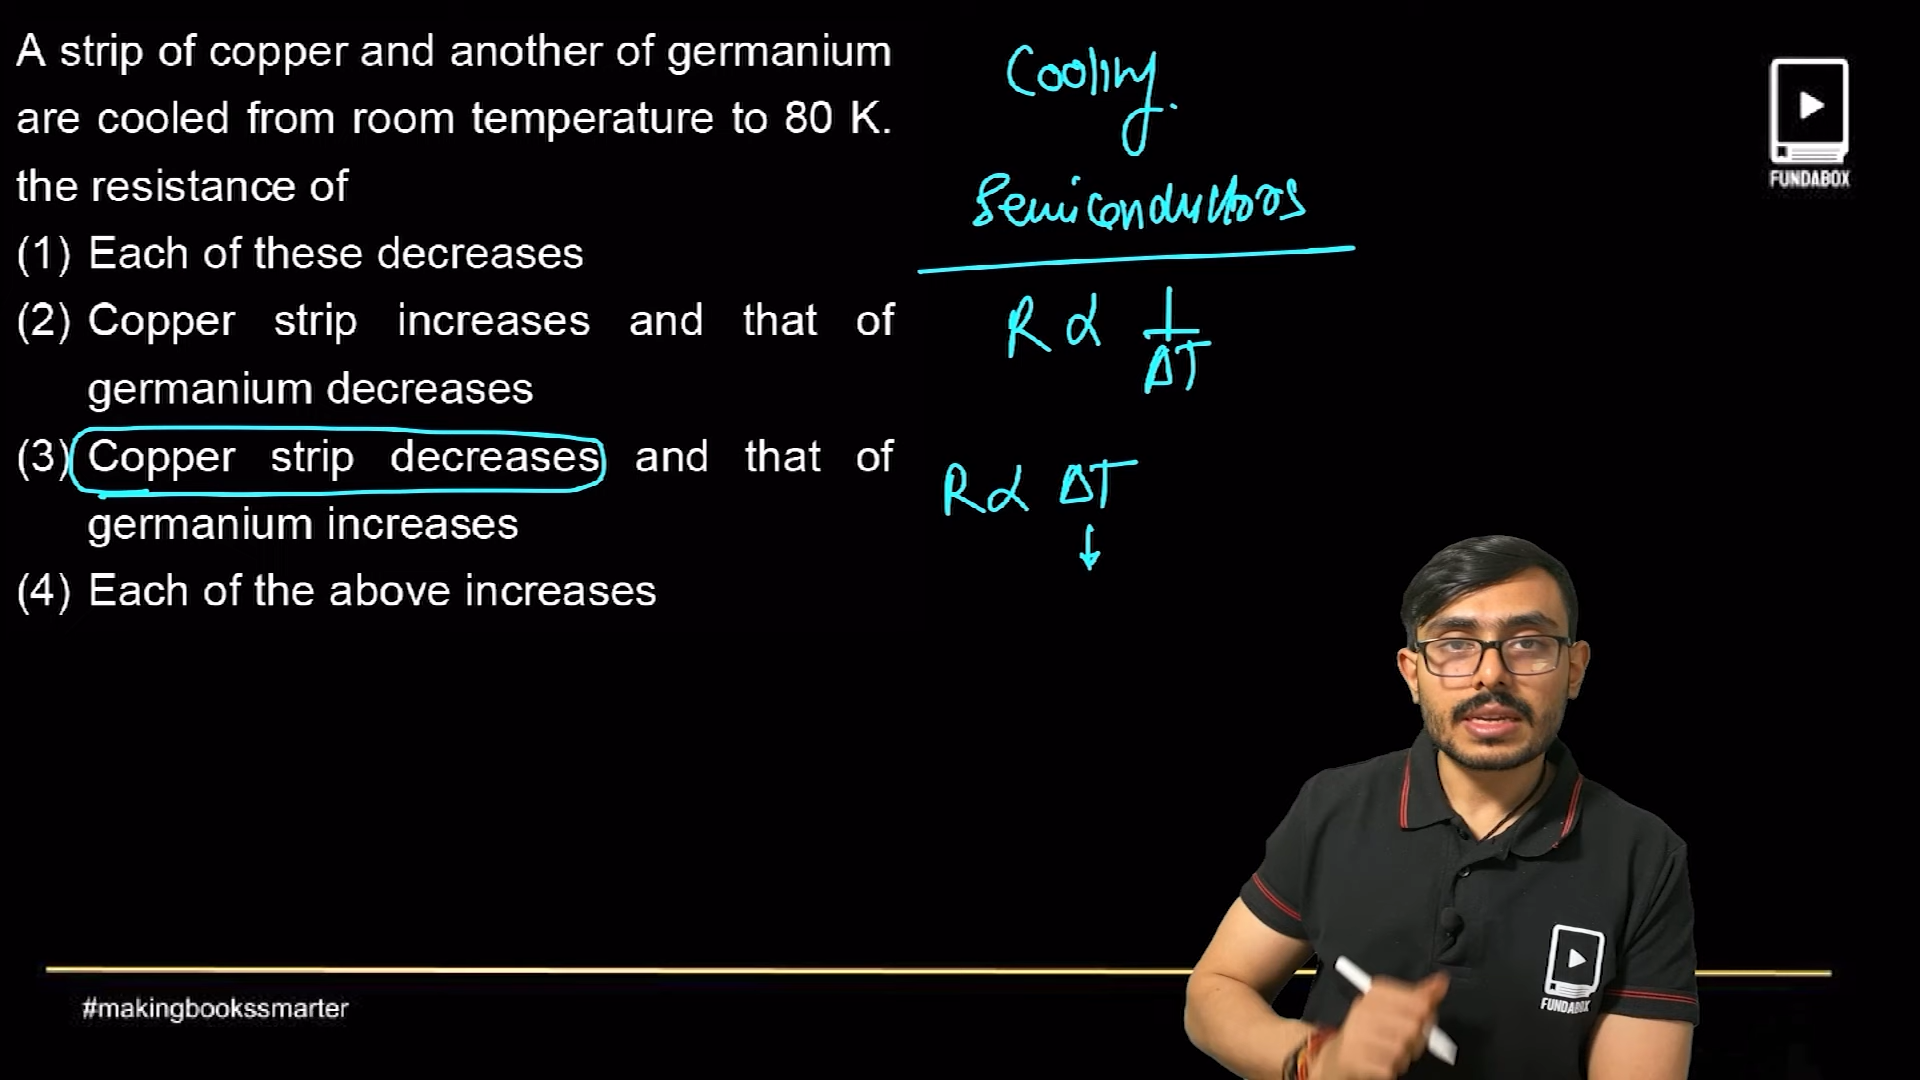 A strip of copper and another of germanium
are cooled from room temperature to 80 K.
the resistance of
(1) Each of these decreases
(2) Copper strip increases and that of
germanium decreases
(3) Copper strip decreases and that of
germanium increases
(4) Each of the above increases
Cooling.
Semiconductors
R ∝ 1/ΔT
R ∝ ΔT
↓
FUNDABOX
FUNDABOX
#makingbookssmarter